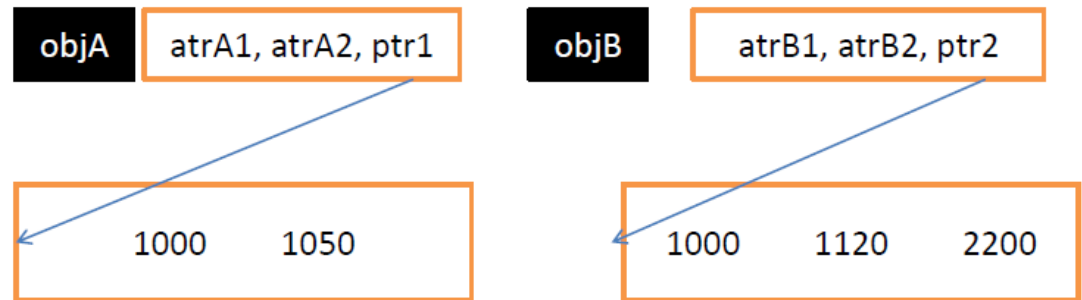 objA atrA1, atrA2, ptr1 objB atrB1, atrB2, ptr2
1000 1050 1000 1120 2200